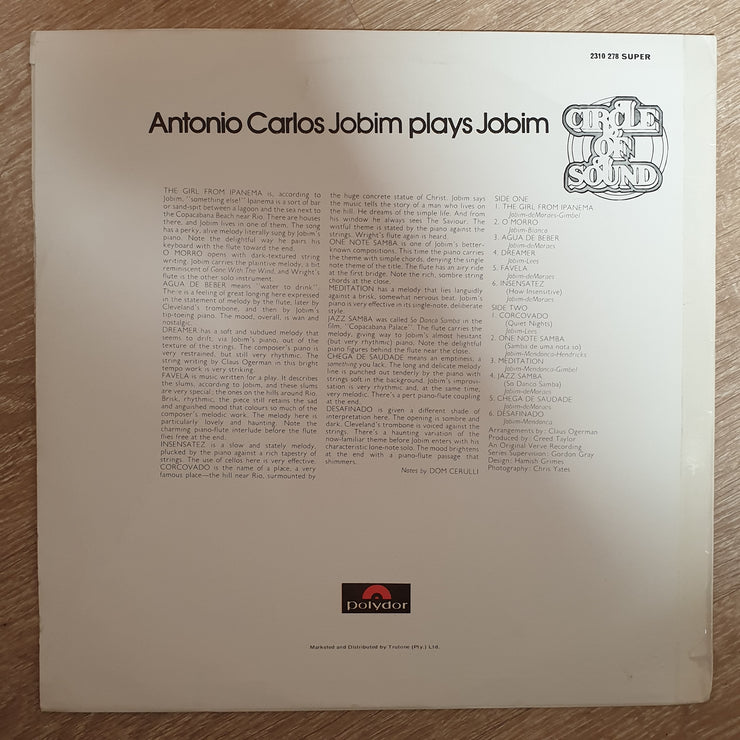 2310 278 SUPER
Antonio Carlos Jobim plays Jobim
CIRCLE
OF
SOUND
THE GIRL FROM IPANEMA is, according to
Jobim, "something else!" Ipanema is a sort of bar
or sand-spit between a lagoon and the sea next to
the Copacabana Beach near Rio. There are houses
there, and Jobim lives in one of them. The song
has a perky, alive melody literally sung by Jobim's
piano. Note the delightful way he pairs his
keyboard with the flute toward the end.
O MORRO opens with dark-textured string
writing. Jobim carries the plaintive melody, a bit
reminiscent of Gone With The Wind, and Wright's
flute is the other solo instrument.
AGUA DE BEBER means "water to drink".
There is a feeling of great longing here expressed
in the statement of melody by the flute, later by
Cleveland's trombone, and then by Jobim's
tip-toeing piano. The mood, overall, is wan and
nostalgic.
DREAMER has a soft and subdued melody that
seems to drift, via Jobim's piano, out of the
texture of the strings. The composer's piano is
very restrained, but still very rhythmic. The
string writing by Claus Ogerman in this bright
tempo work is very striking.
FAVELA is music written for a play. It describes
the slums, according to Jobim, and these slums
are very special: the ones on the hills around Rio.
Brisk, rhythmic, the piece still retains the sad
and anguished mood that colours so much of the
composer's melodic work. The melody here is
particularly lovely and haunting. Note the
charming piano-flute interlude before the flute
flies free at the end.
INSENSATEZ is a slow and stately melody,
plucked by the piano against a rich tapestry of
strings. The use of cellos here is very effective.
CORCOVADO is the name of a place, a very
famous place—the hill near Rio, surmounted by
the huge concrete statue of Christ. Jobim says
the music tells the story of a man who lives on
the hill. He dreams of the simple life. And from
his window he always sees The Saviour. The
wistful theme is stated by the piano against the
strings. Wright's flute again is heard.
ONE NOTE SAMBA is one of Jobim's better-
known compositions. This time the piano carries
the theme with simple chords, denying the single
note theme of the title. The flute has an airy ride
at the first bridge. Note the rich, sombre string
chords at the close.
MEDITATION has a melody that lies languidly
against a brisk, somewhat nervous beat. Jobim's
piano is very effective in its single-note, deliberate
style.
JAZZ SAMBA was called So Danco Samba in the
film, "Copacabana Palace". The flute carries the
melody, giving way to Jobim's almost hesitant
(but very rhythmic) piano. Note the delightful
piano figures behind the flute near the close.
CHEGA DE SAUDADE means an emptiness, a
something you lack. The long and delicate melody
line is punched out tenderly by the piano with
strings soft in the background. Jobim's improvisa-
tion is very rhythmic and, at the same time,
very melodic. There's a pert piano-flute coupling
at the end.
DESAFINADO is given a different shade of
interpretation here. The opening is sombre and
dark. Cleveland's trombone is voiced against the
strings. There's a haunting variation of the
now-familiar theme before Jobim enters with his
characteristic lone-note solo. The mood brightens
at the end with a piano-flute passage that
shimmers.
Notes by DOM CERULLI
SIDE ONE
1. THE GIRL FROM IPANEMA
Jobim-deMoraes-Gimbel
2. O MORRO
Jobim-Bianca
3. AGUA DE BEBER
Jobim-deMoraes
4. DREAMER
Jobim-Lees
5. FAVELA
Jobim-deMoraes
6. INSENSATEZ
(How Insensitive)
Jobim-deMoraes
SIDE TWO
1. CORCOVADO
(Quiet Nights)
Jobim-Lees
2. ONE NOTE SAMBA
(Samba de uma nota só)
Jobim-Mendonca-Hendricks
3. MEDITATION
Jobim-Mendonca-Gimbel
4. JAZZ SAMBA
(So Danco Samba)
Jobim-deMoraes
5. CHEGA DE SAUDADE
Jobim-deMoraes
6. DESAFINADO
Jobim-Mendonca
Arrangements by: Claus Ogerman
Produced by: Creed Taylor
An Original Verve Recording
Series Supervision: Gordon Gray
Design: Hamish Grimes
Photography: Chris Yates
polydor
Marketed and Distributed by Trutone (Pty.) Ltd.